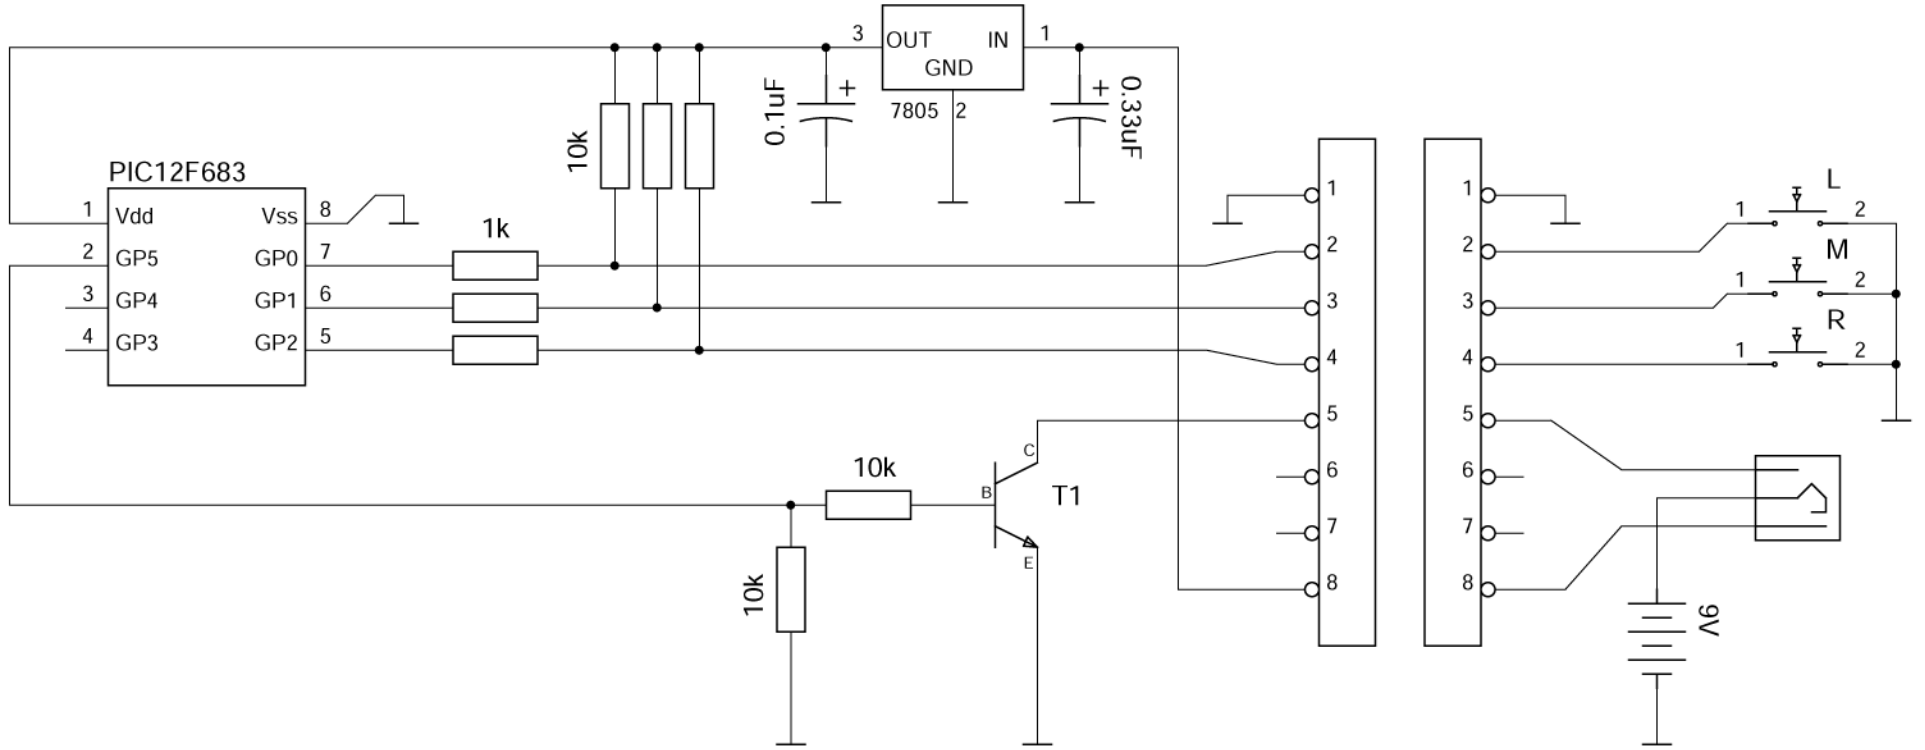 3 OUT IN 1
GND
7805 2
0.1uF
0.33uF
10k
PIC12F683
1 Vdd Vss 8
2 GP5 GP0 7
3 GP4 GP1 6
4 GP3 GP2 5
1k
10k
10k
B
C
E
T1
1
2
3
4
5
6
7
8
1
2
3
4
5
6
7
8
L
1 2
M
1 2
R
1 2
9V